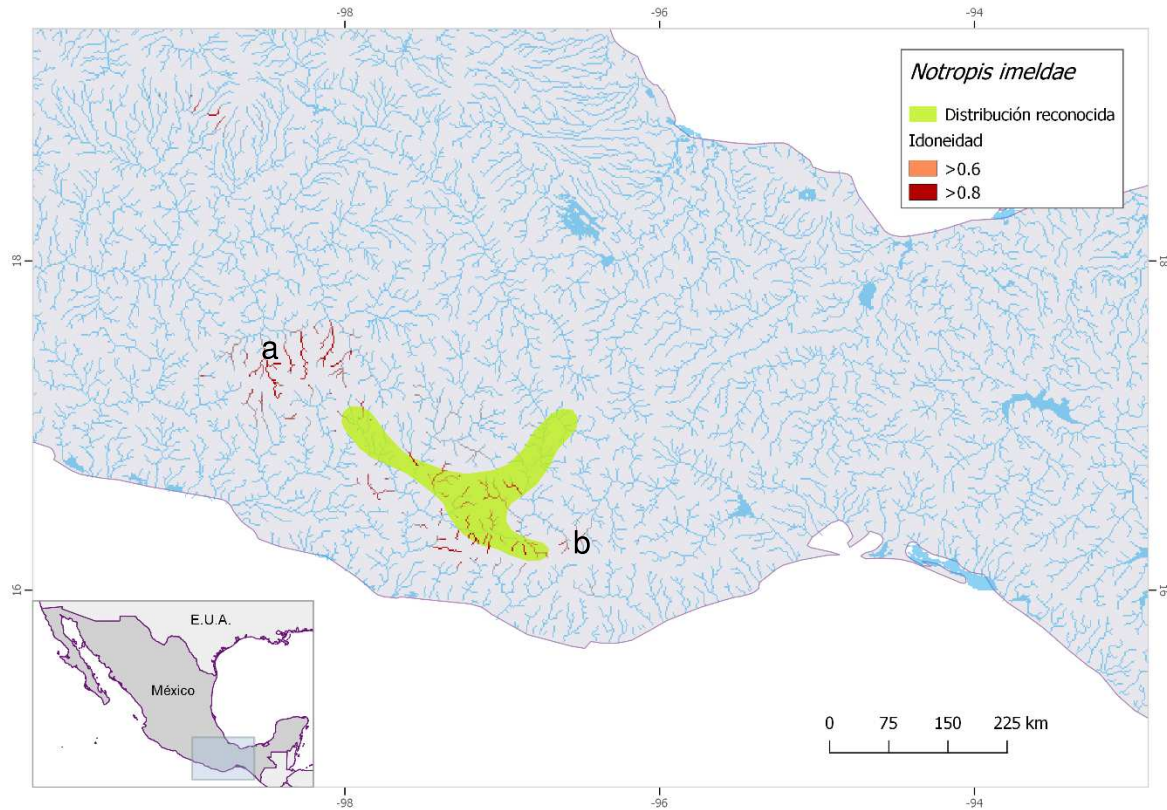 -98 -96 -94
Notropis imeldae
Distribución reconocida
Idoneidad
>0.6
>0.8
18 18
a
b
16 16
E.U.A.
México
0 75 150 225 km
-98 -96 -94